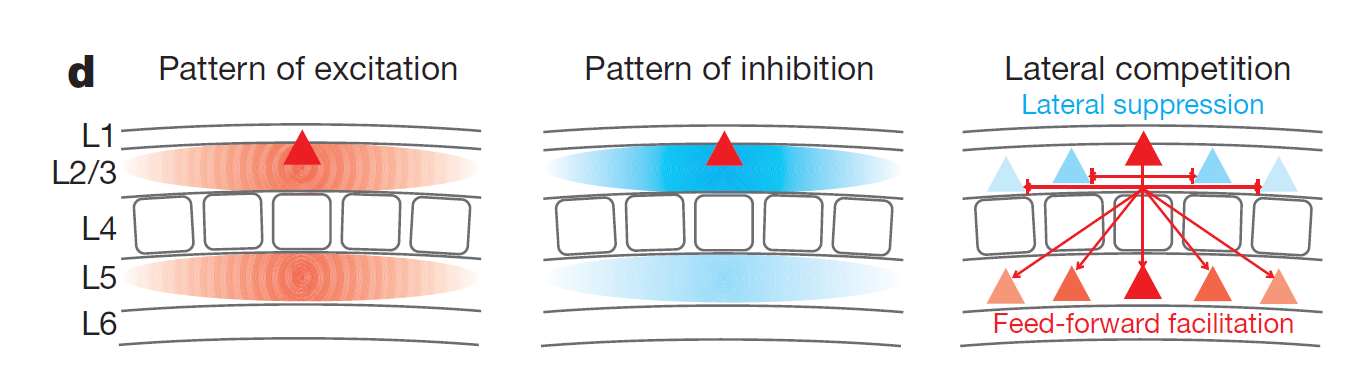 d
Pattern of excitation
Pattern of inhibition
Lateral competition
Lateral suppression
L1
L2/3
L4
L5
L6
Feed-forward facilitation